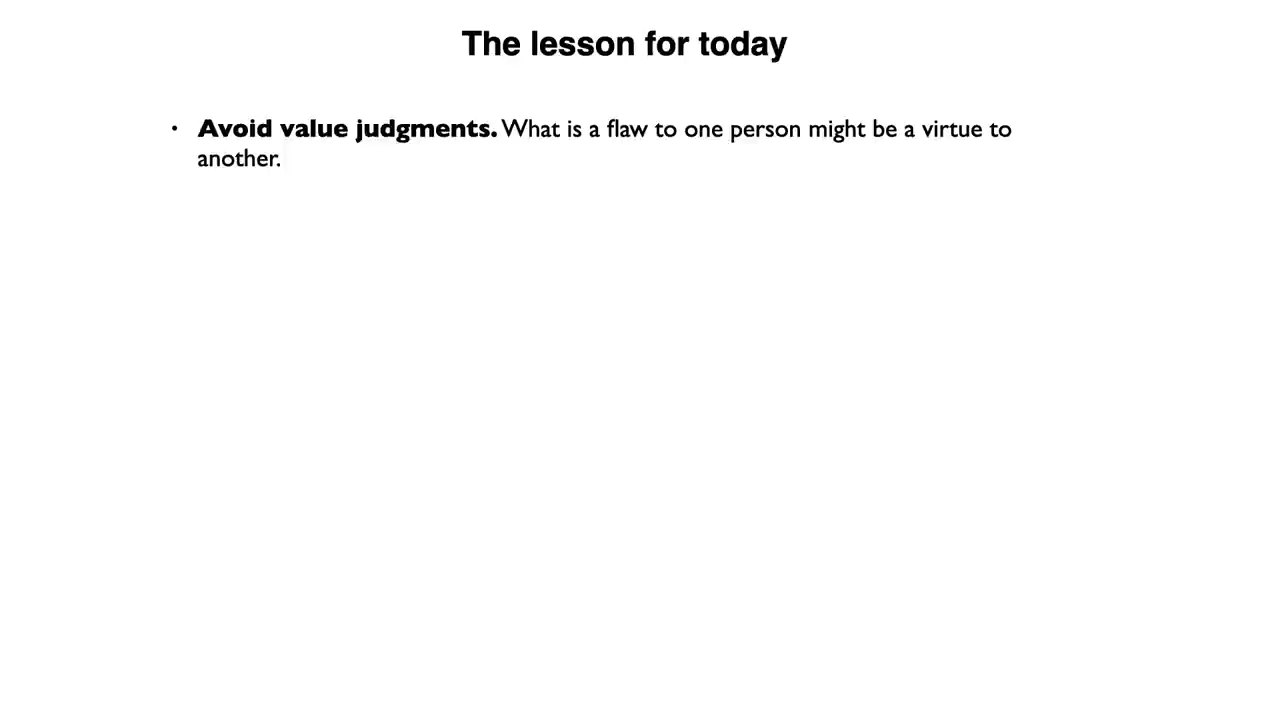 The lesson for today
• Avoid value judgments. What is a flaw to one person might be a virtue to
another.